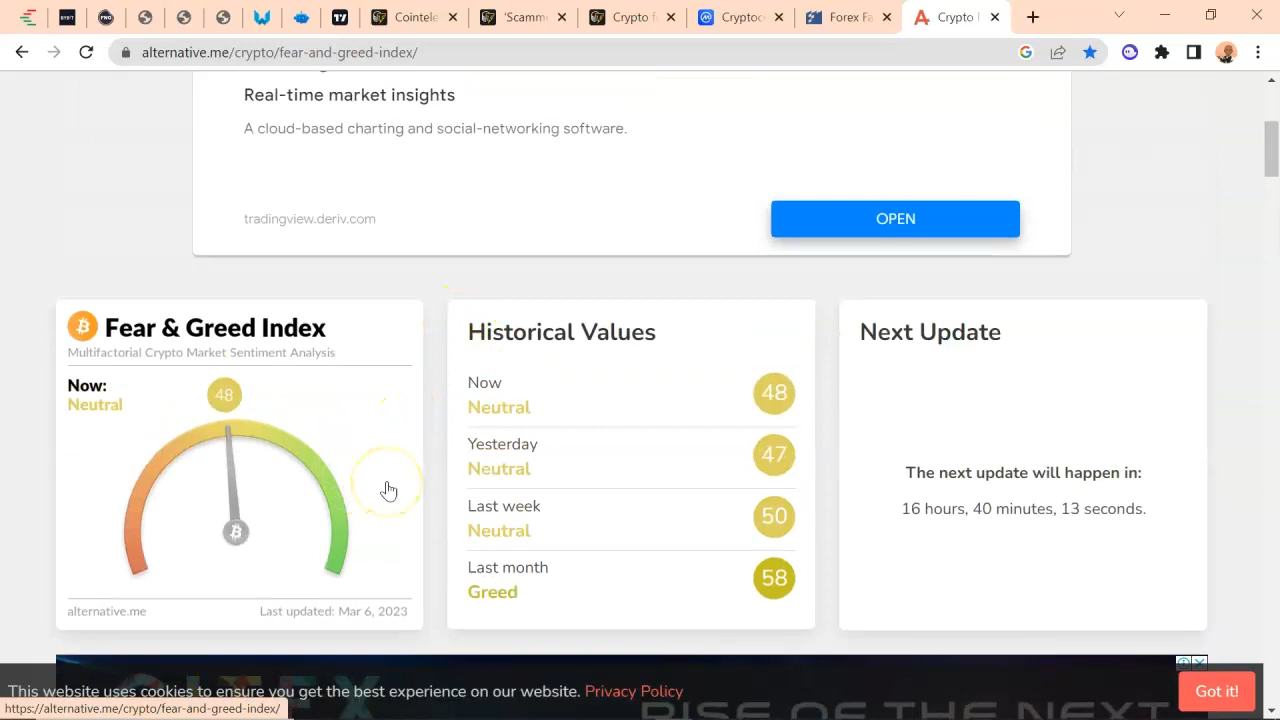 Cointele
'Scamm
Crypto F
Cryptoc
Forex Fa
Crypto
alternative.me/crypto/fear-and-greed-index/
Real-time market insights
A cloud-based charting and social-networking software.
tradingview.deriv.com
OPEN
Fear & Greed Index
Multifactorial Crypto Market Sentiment Analysis
Now:
Neutral
48
alternative.me
Last updated: Mar 6, 2023
Historical Values
Now
Neutral
48
Yesterday
Neutral
47
Last week
Neutral
50
Last month
Greed
58
Next Update
The next update will happen in:
16 hours, 40 minutes, 13 seconds.
RISE OF THE NEXT
This website uses cookies to ensure you get the best experience on our website. Privacy Policy
Got it!
https://alternative.me/crypto/fear-and-greed-index/